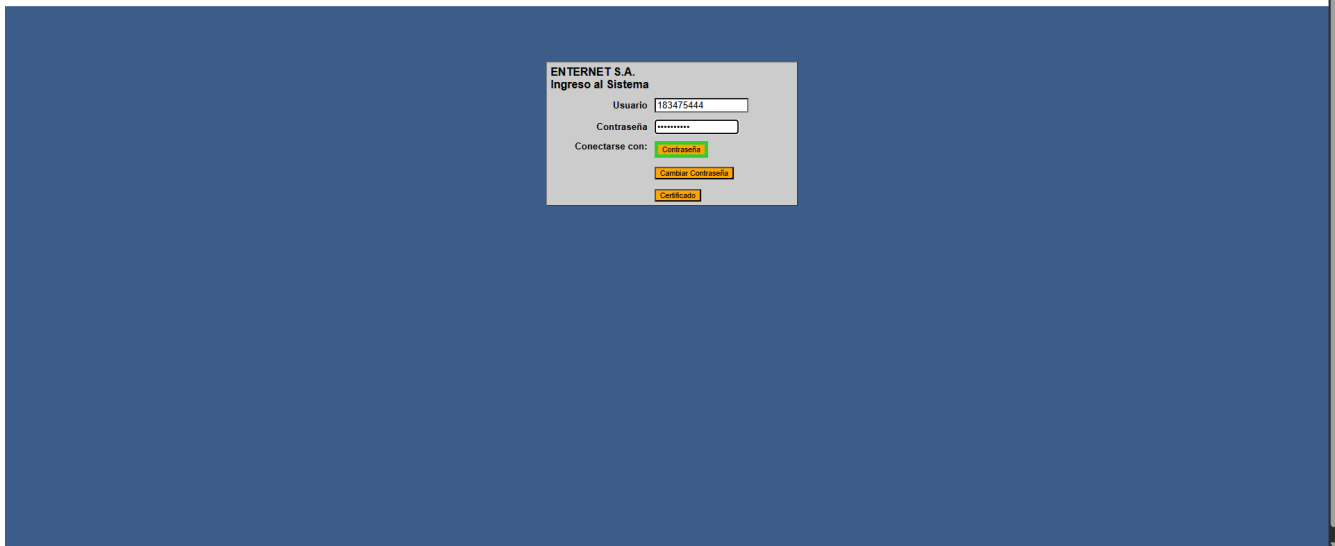 ENTERNET S.A.
Ingreso al Sistema
Usuario 183475444
Contraseña ••••••••••
Conectarse con: Contraseña
Cambiar Contraseña
Certificado